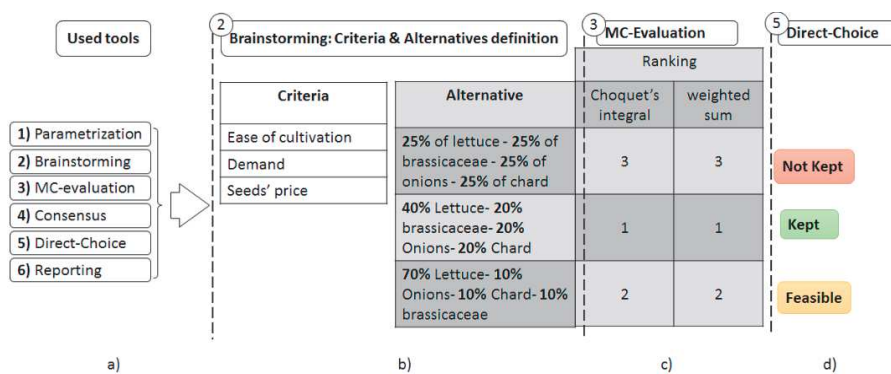 Used tools
1) Parametrization
2) Brainstorming
3) MC-evaluation
4) Consensus
5) Direct-Choice
6) Reporting
a)
2
Brainstorming: Criteria & Alternatives definition
Criteria
Ease of cultivation
Demand
Seeds' price
Alternative
25% of lettuce - 25% of
brassicaceae - 25% of
onions - 25% of chard
40% Lettuce- 20%
brassicaceae- 20%
Onions- 20% Chard
70% Lettuce- 10%
Onions- 10% Chard- 10%
brassicaceae
b)
3
MC-Evaluation
Ranking
Choquet's
integral
weighted
sum
3
3
1
1
2
2
c)
5
Direct-Choice
Not Kept
Kept
Feasible
d)